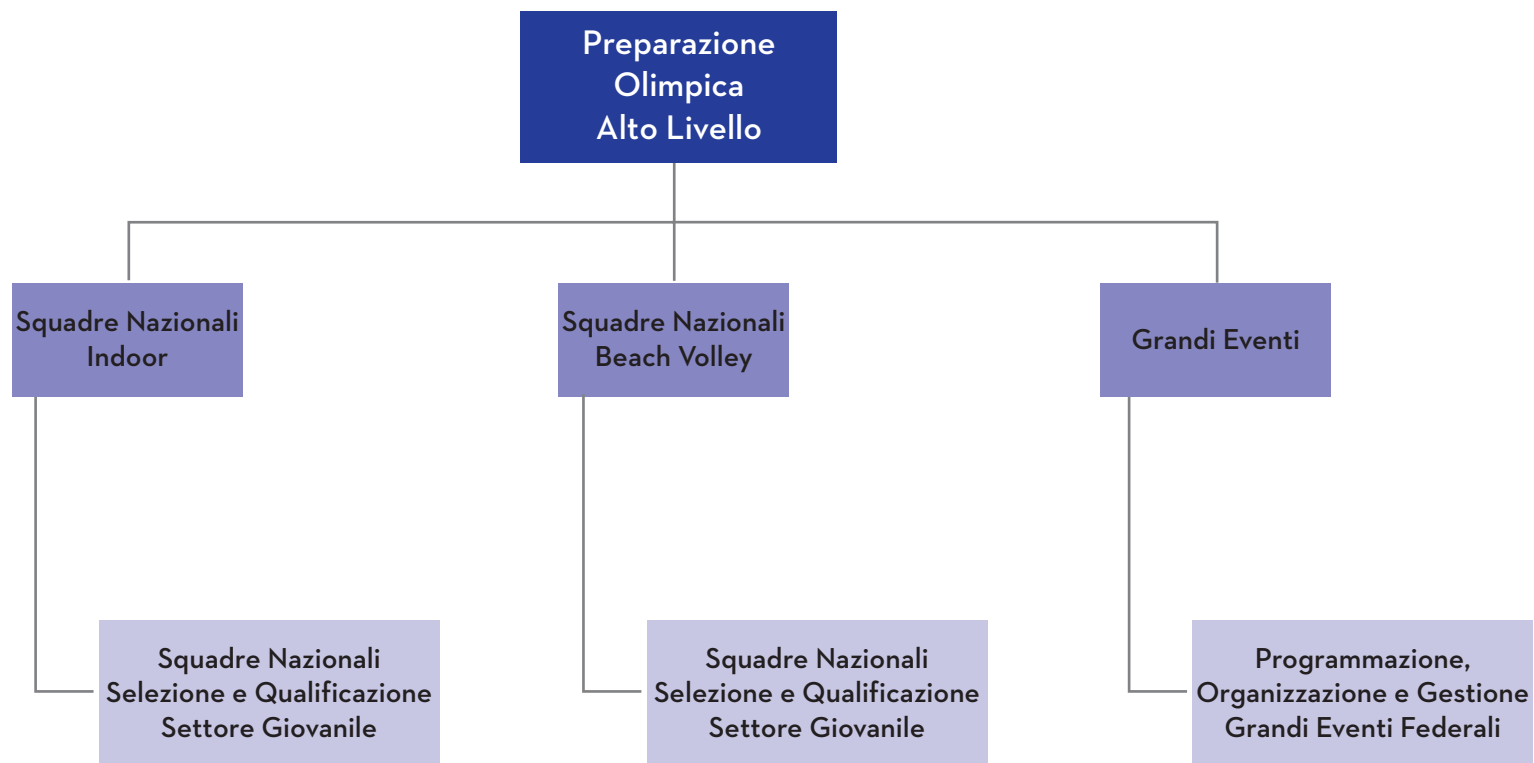 Preparazione
Olimpica
Alto Livello
Squadre Nazionali
Indoor
Squadre Nazionali
Beach Volley
Grandi Eventi
Squadre Nazionali
Selezione e Qualificazione
Settore Giovanile
Squadre Nazionali
Selezione e Qualificazione
Settore Giovanile
Programmazione,
Organizzazione e Gestione
Grandi Eventi Federali